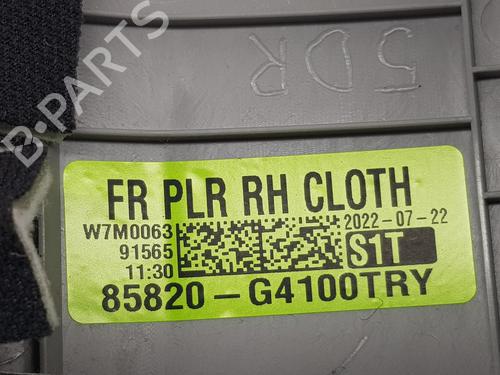 B-PARTS
5DR
FR PLR RH CLOTH
W7M0063
2022-07-22
91565
S1T
11:30
85820-G4100TRY